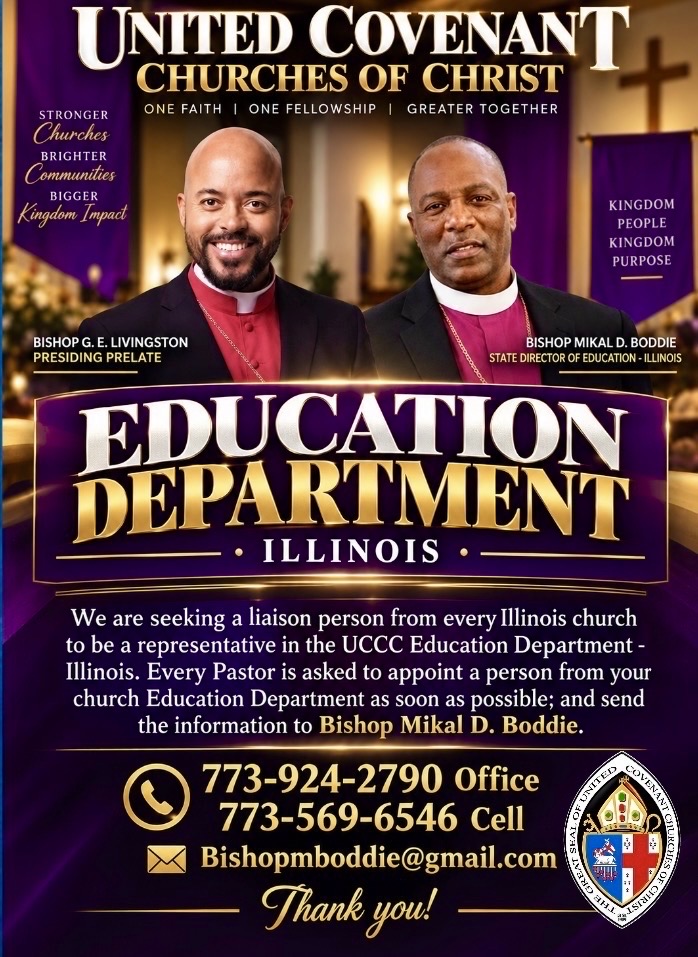 UNITED COVENANT
CHURCHES OF CHRIST
ONE FAITH | ONE FELLOWSHIP | GREATER TOGETHER
STRONGER
Churches
BRIGHTER
Communities
BIGGER
Kingdom Impact
KINGDOM
PEOPLE
KINGDOM
PURPOSE
BISHOP G. E. LIVINGSTON
PRESIDING PRELATE
BISHOP MIKAL D. BODDIE
STATE DIRECTOR OF EDUCATION - ILLINOIS
EDUCATION
DEPARTMENT
• ILLINOIS •
We are seeking a liaison person from every Illinois church
to be a representative in the UCCC Education Department -
Illinois. Every Pastor is asked to appoint a person from your
church Education Department as soon as possible; and send
the information to Bishop Mikal D. Boddie.
773-924-2790 Office
773-569-6546 Cell
Bishopmboddie@gmail.com
Thank you!
THE GREAT SEAL OF UNITED COVENANT CHURCHES OF CHRIST